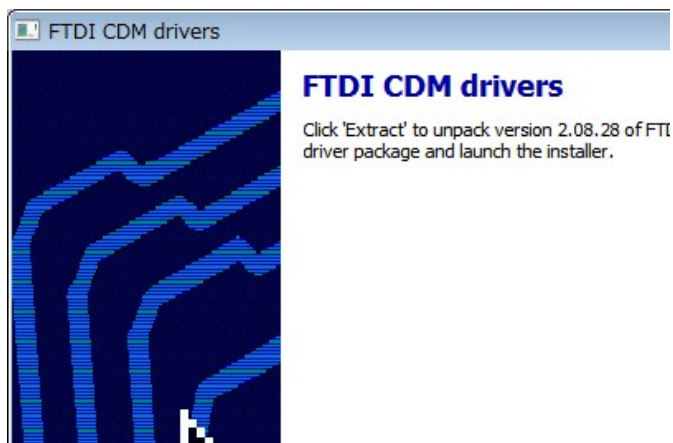 FTDI CDM drivers
FTDI CDM drivers
Click 'Extract' to unpack version 2.08.28 of
driver package and launch the installer.